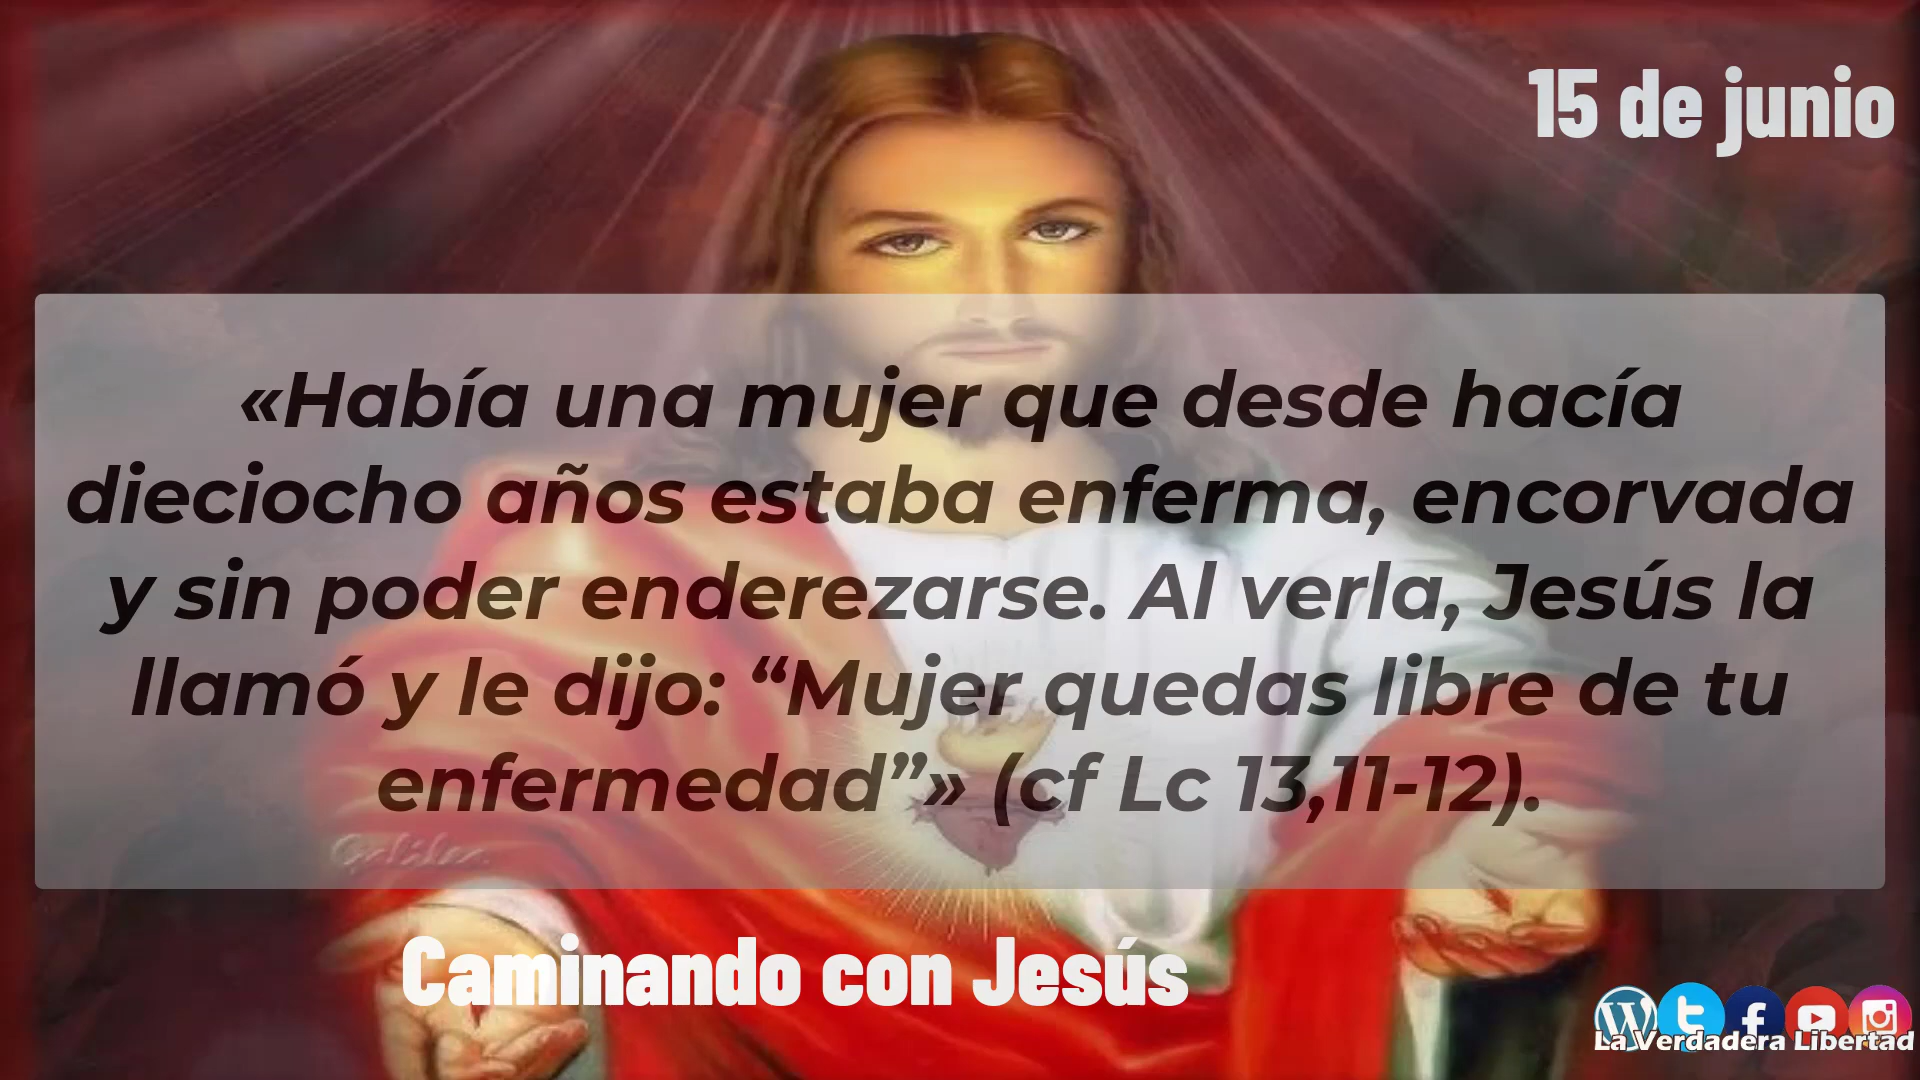 15 de junio
«Había una mujer que desde hacía
dieciocho años estaba enferma, encorvada
y sin poder enderezarse. Al verla, Jesús la
llamó y le dijo: “Mujer quedas libre de tu
enfermedad”» (cf Lc 13,11-12).
Galilea
Caminando con Jesús
La Verdadera Libertad